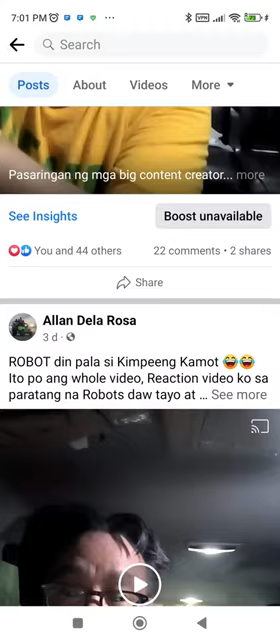 7:01 PM
VPN
Search
Posts About Videos More
Pasaringan ng mga big content creator... more
See Insights Boost unavailable
You and 44 others 22 comments • 2 shares
Share
Allan Dela Rosa
3 d
ROBOT din pala si Kimpeeng Kamot 😂😂
Ito po ang whole video, Reaction video ko sa
paratang na Robots daw tayo at ... See more